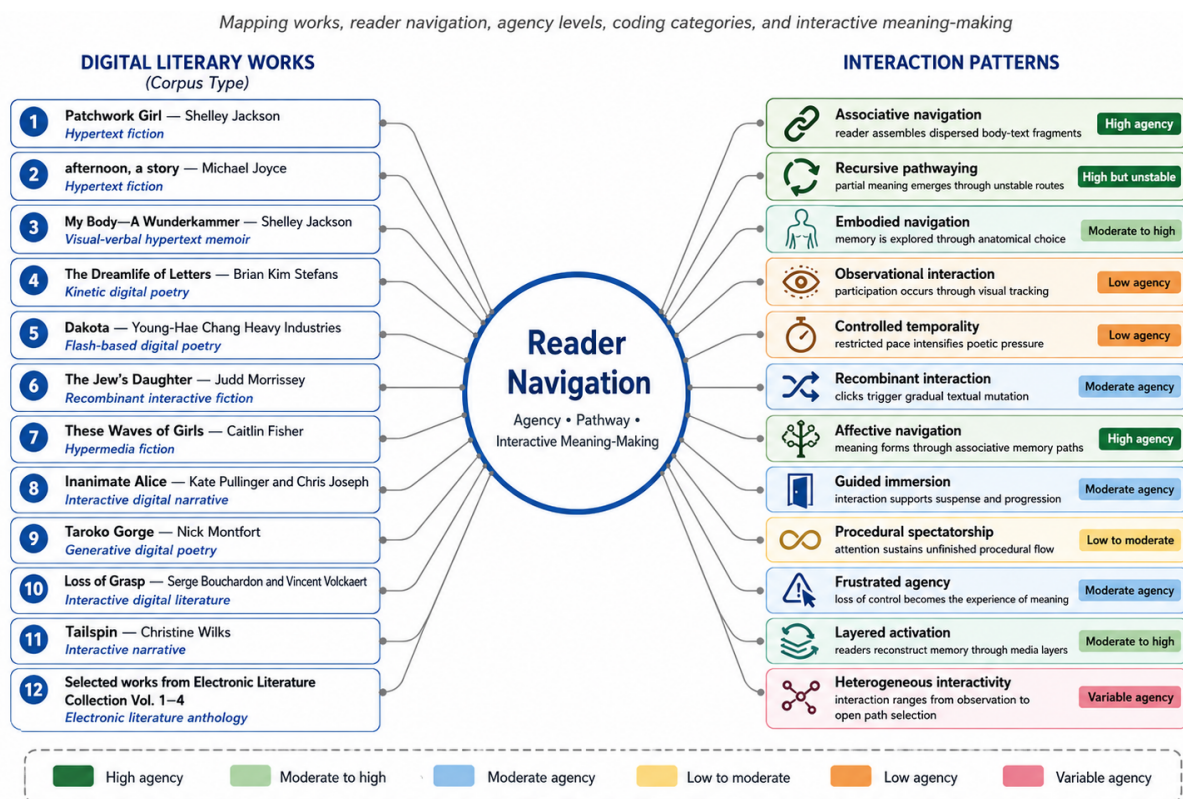 Mapping works, reader navigation, agency levels, coding categories, and interactive meaning-making
DIGITAL LITERARY WORKS
(Corpus Type)
1
Patchwork Girl — Shelley Jackson
Hypertext fiction
2
afternoon, a story — Michael Joyce
Hypertext fiction
3
My Body—A Wunderkammer — Shelley Jackson
Visual-verbal hypertext memoir
4
The Dreamlife of Letters — Brian Kim Stefans
Kinetic digital poetry
5
Dakota — Young-Hae Chang Heavy Industries
Flash-based digital poetry
6
The Jew's Daughter — Judd Morrissey
Recombinant interactive fiction
7
These Waves of Girls — Caitlin Fisher
Hypermedia fiction
8
Inanimate Alice — Kate Pullinger and Chris Joseph
Interactive digital narrative
9
Taroko Gorge — Nick Montfort
Generative digital poetry
10
Loss of Grasp — Serge Bouchardon and Vincent Volckaert
Interactive digital literature
11
Tailspin — Christine Wilks
Interactive narrative
12
Selected works from Electronic Literature
Collection Vol. 1–4
Electronic literature anthology
Reader
Navigation
Agency • Pathway •
Interactive Meaning-Making
INTERACTION PATTERNS
Associative navigation
reader assembles dispersed body-text fragments
High agency
Recursive pathwaying
partial meaning emerges through unstable routes
High but unstable
Embodied navigation
memory is explored through anatomical choice
Moderate to high
Observational interaction
participation occurs through visual tracking
Low agency
Controlled temporality
restricted pace intensifies poetic pressure
Low agency
Recombinant interaction
clicks trigger gradual textual mutation
Moderate agency
Affective navigation
meaning forms through associative memory paths
High agency
Guided immersion
interaction supports suspense and progression
Moderate agency
Procedural spectatorship
attention sustains unfinished procedural flow
Low to moderate
Frustrated agency
loss of control becomes the experience of meaning
Moderate agency
Layered activation
readers reconstruct memory through media layers
Moderate to high
Heterogeneous interactivity
interaction ranges from observation to
open path selection
Variable agency
High agency
Moderate to high
Moderate agency
Low to moderate
Low agency
Variable agency